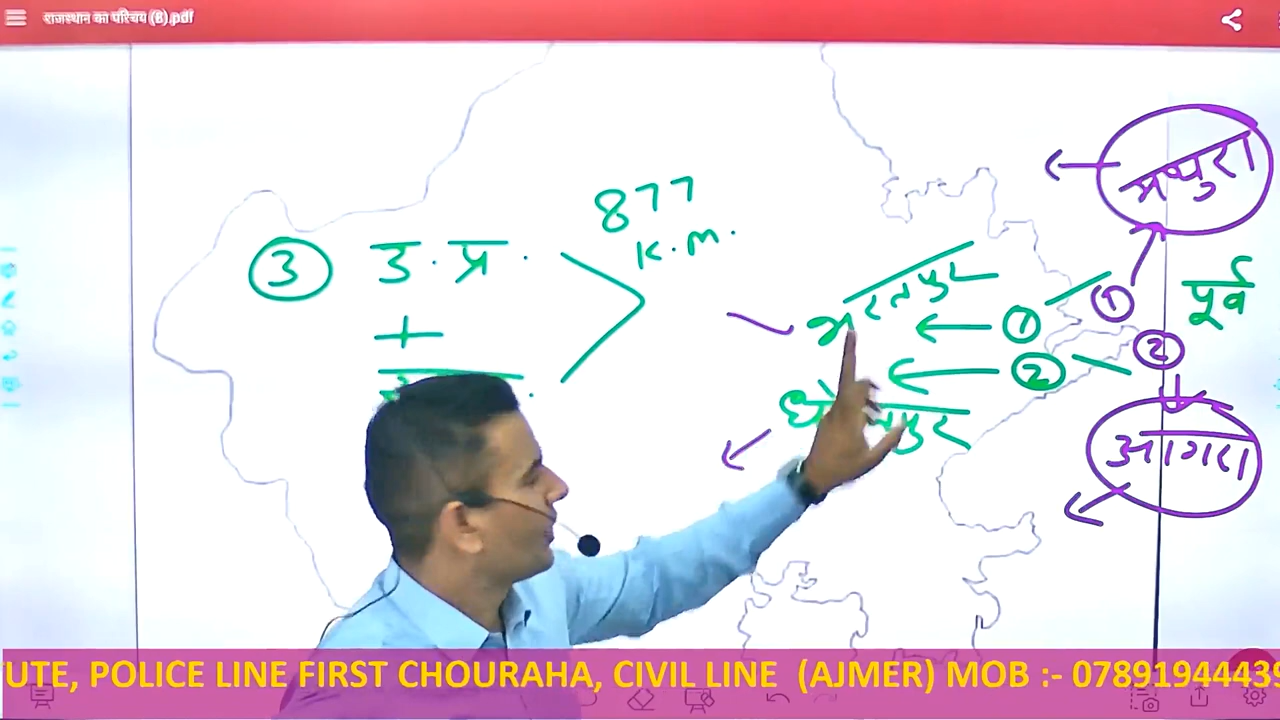 राजस्थान का परिचय (B).pdf
मथुरा
877
K.M.
③ उ.प्र.
+
भरतपुर
①
①
पूर्व
②
②
आगरा
UTE, POLICE LINE FIRST CHOURAHA, CIVIL LINE (AJMER) MOB :- 0789194443